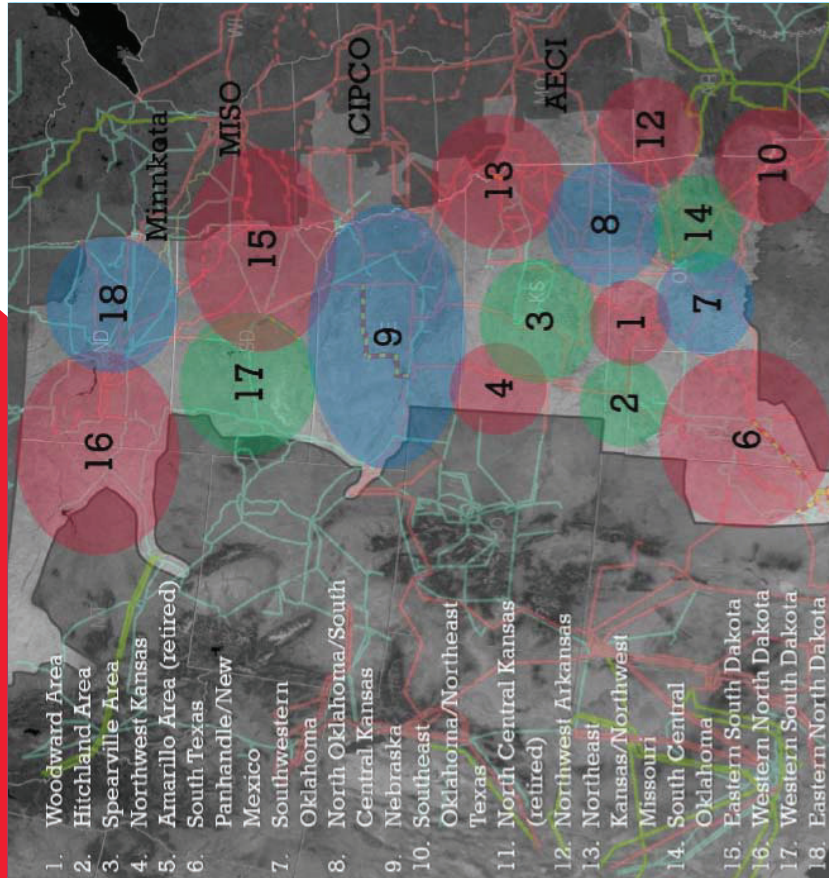 1. Woodward Area
2. Hitchland Area
3. Spearville Area
4. Northwest Kansas
5. Amarillo Area (retired)
6. South Texas
Panhandle/New
Mexico
7. Southwestern
Oklahoma
8. North Oklahoma/South
Central Kansas
9. Nebraska
10. Southeast
Oklahoma/Northeast
Texas
11. North Central Kansas
(retired)
12. Northwest Arkansas
13. Northeast
Kansas/Northwest
Missouri
14. South Central
Oklahoma
15. Eastern South Dakota
16. Western North Dakota
17. Western South Dakota
18. Eastern North Dakota
16
18
Minnkota
17
15
MISO
9
CIPCO
4
3
13
AECI
2
1
8
12
6
7
14
10
ND
SD
KS
WI